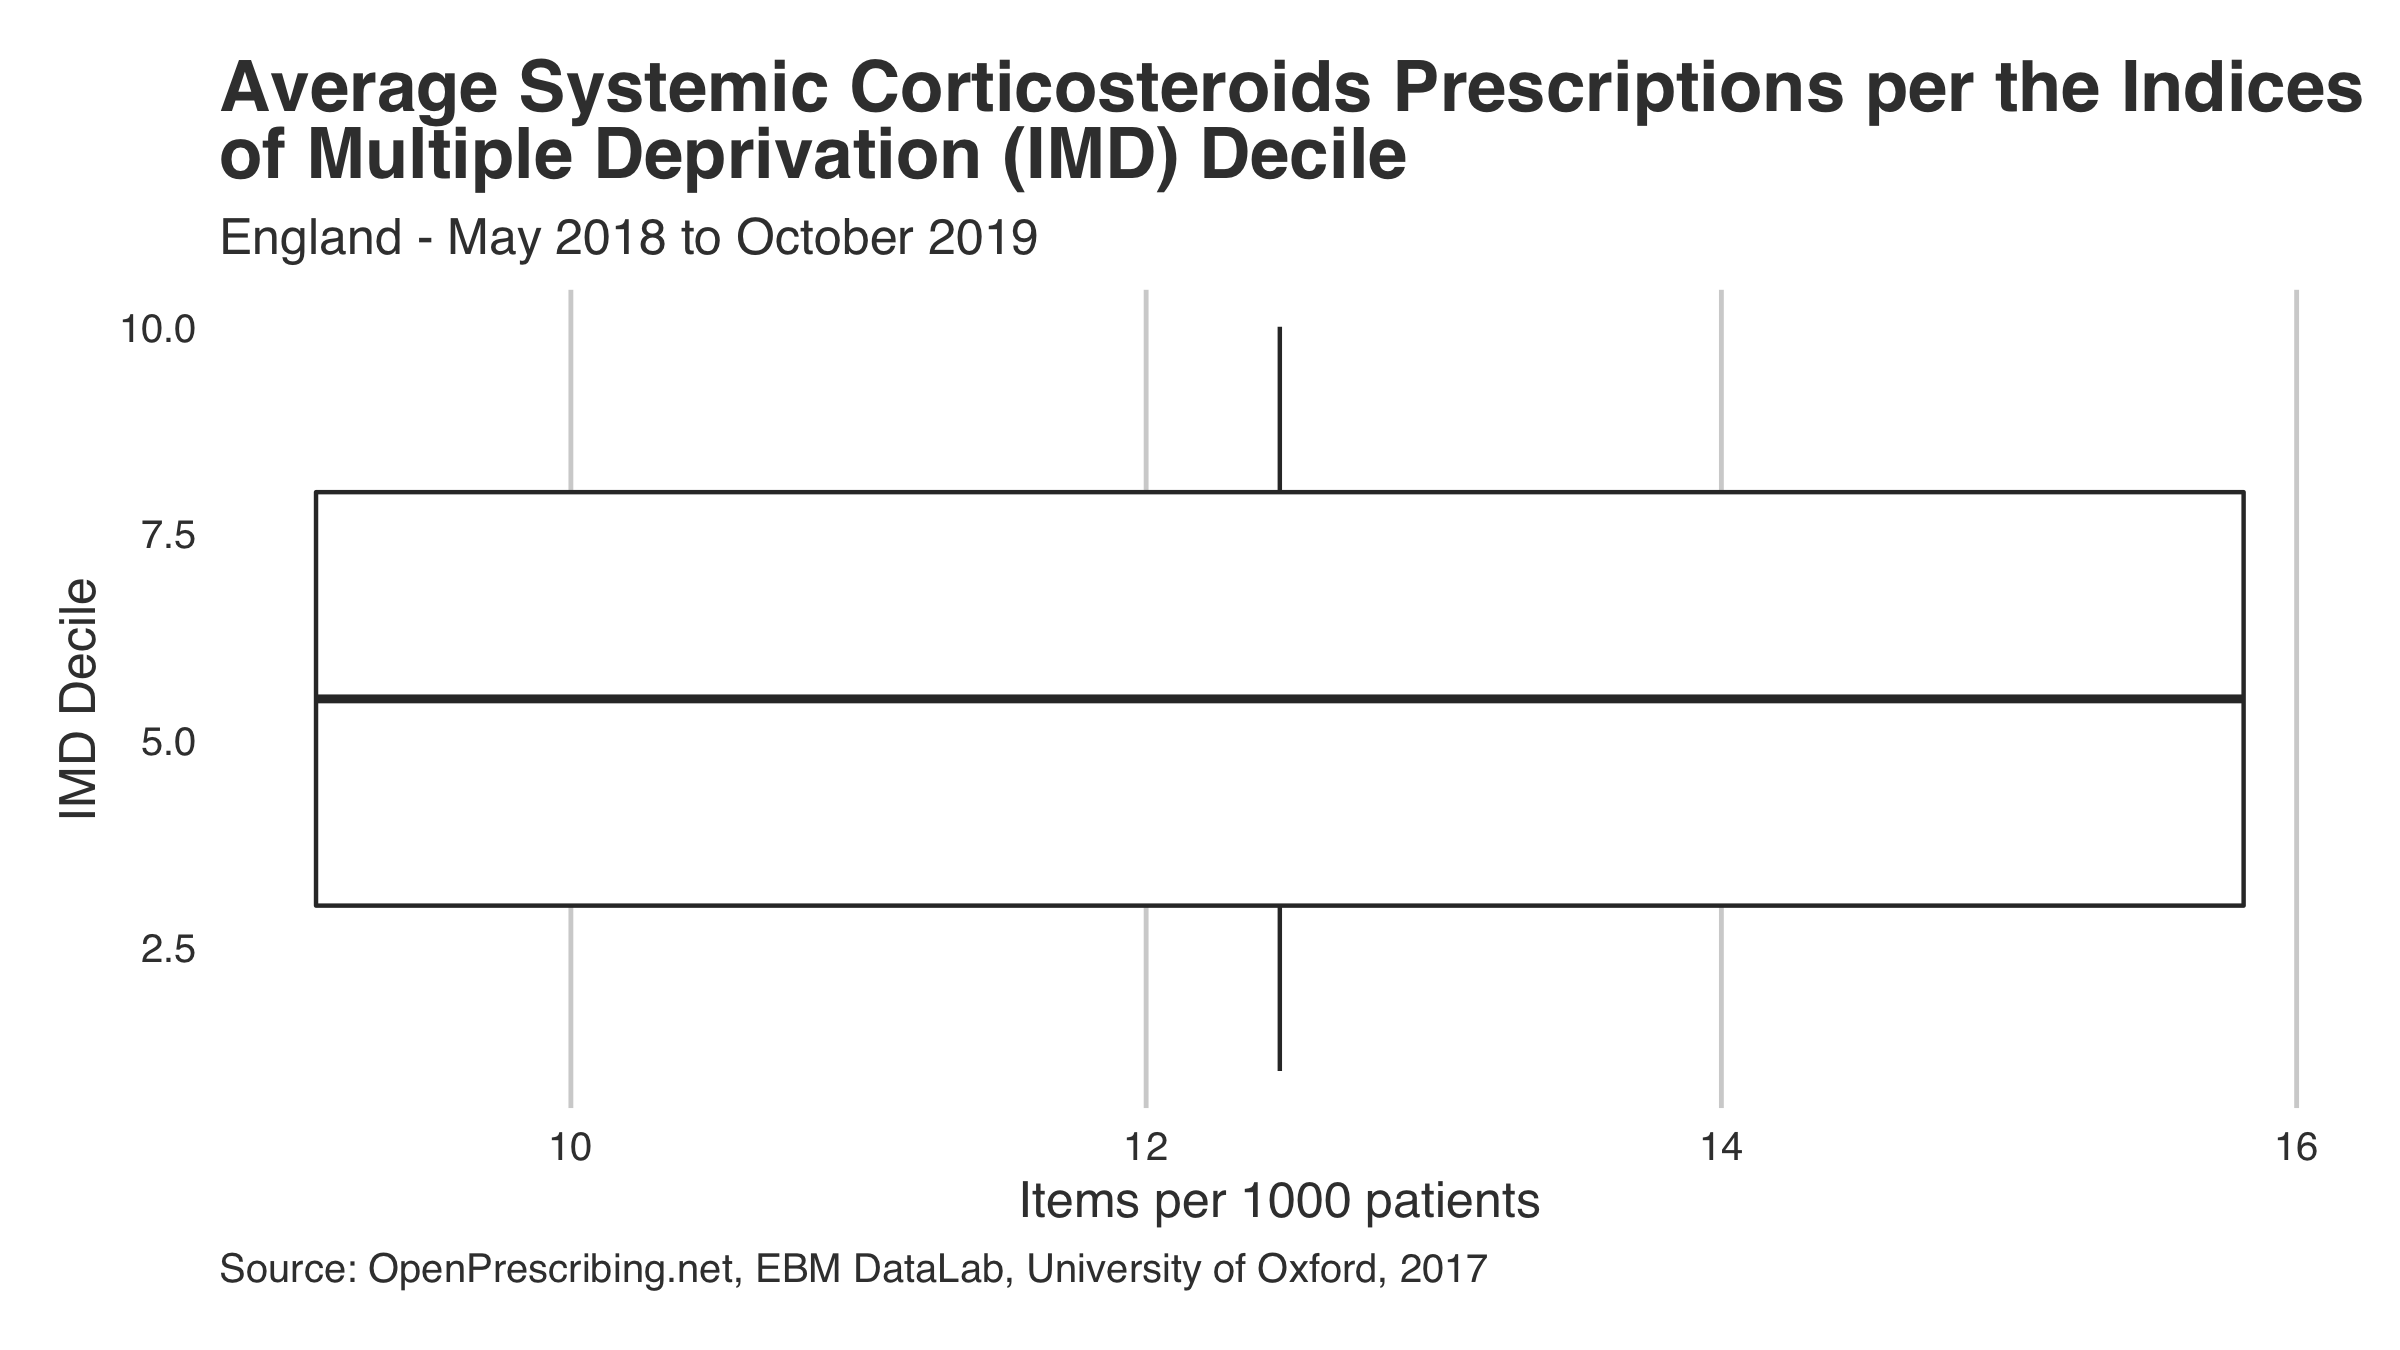 Average Systemic Corticosteroids Prescriptions per the Indices
of Multiple Deprivation (IMD) Decile
England - May 2018 to October 2019
10.0
7.5
5.0
2.5
IMD Decile
10 12 14 16
Items per 1000 patients
Source: OpenPrescribing.net, EBM DataLab, University of Oxford, 2017